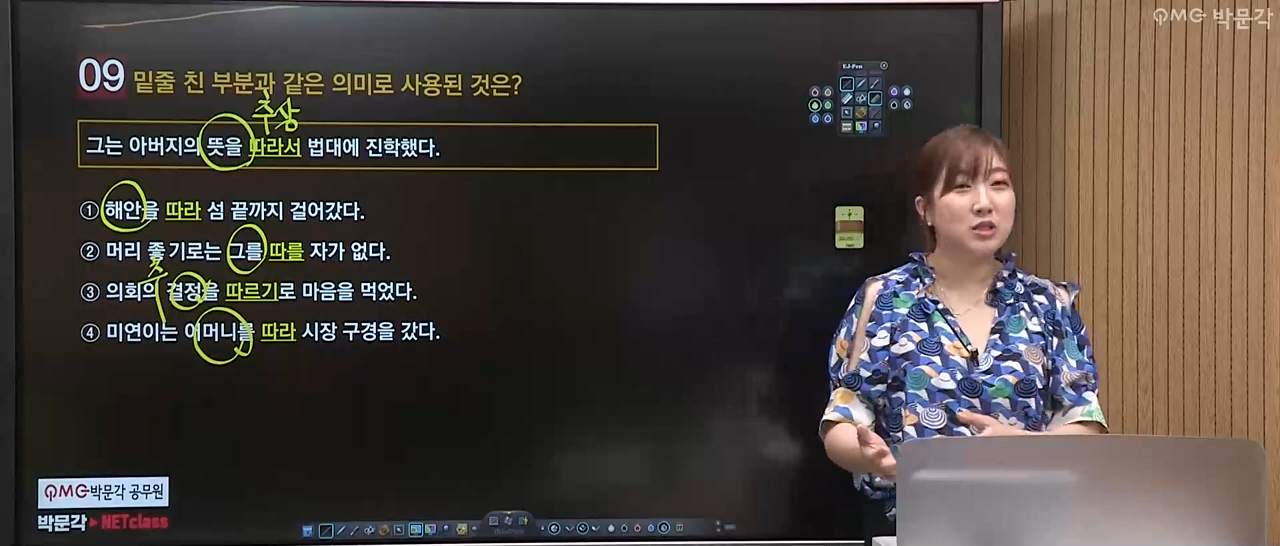 QMG 박문각
09 밑줄 친 부분과 같은 의미로 사용된 것은?
추상
그는 아버지의 뜻을 따라서 법대에 진학했다.
① 해안을 따라 섬 끝까지 걸어갔다.
② 머리 좋기로는 그를 따를 자가 없다.
추
③ 의회의 결정을 따르기로 마음을 먹었다.
④ 미연이는 어머니를 따라 시장 구경을 갔다.
QMG박문각 공무원
박문각 NETclass